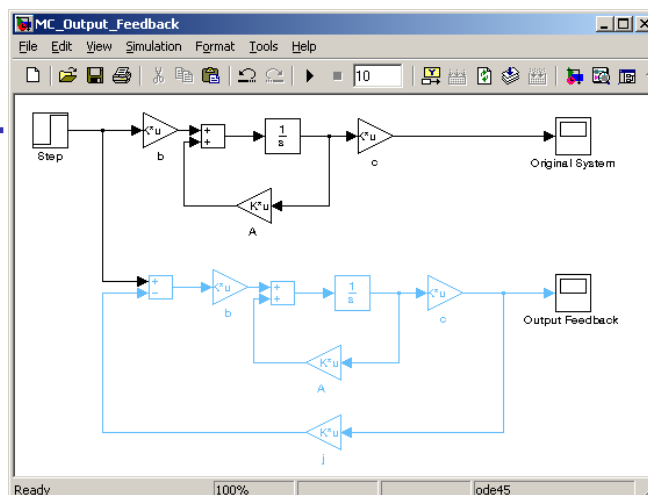 MC_Output_Feedback
File Edit View Simulation Format Tools Help
10
Step
K*u
b
+
+
1
s
K*u
c
Original System
K*u
A
+
−
K*u
b
+
+
1
s
K*u
c
Output Feedback
K*u
A
K*u
j
Ready 100% ode45